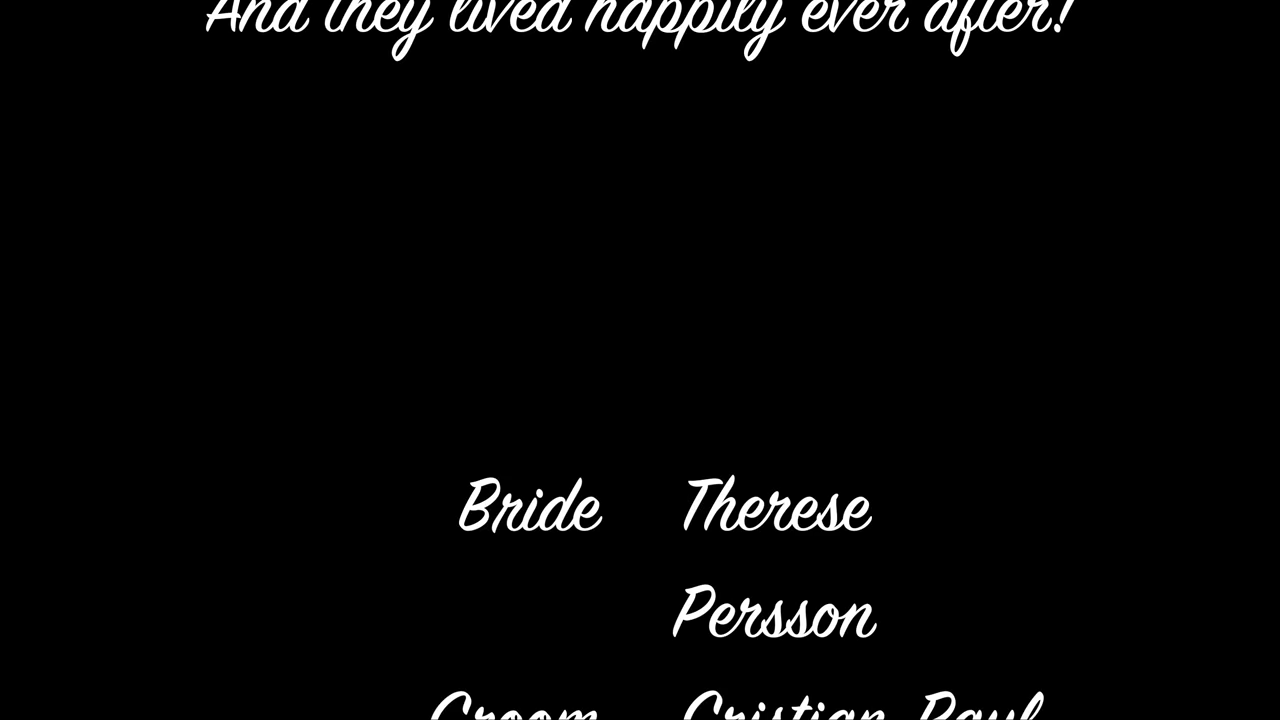 And they lived happily ever after!
Bride Therese
Persson
Groom Cristian Paul